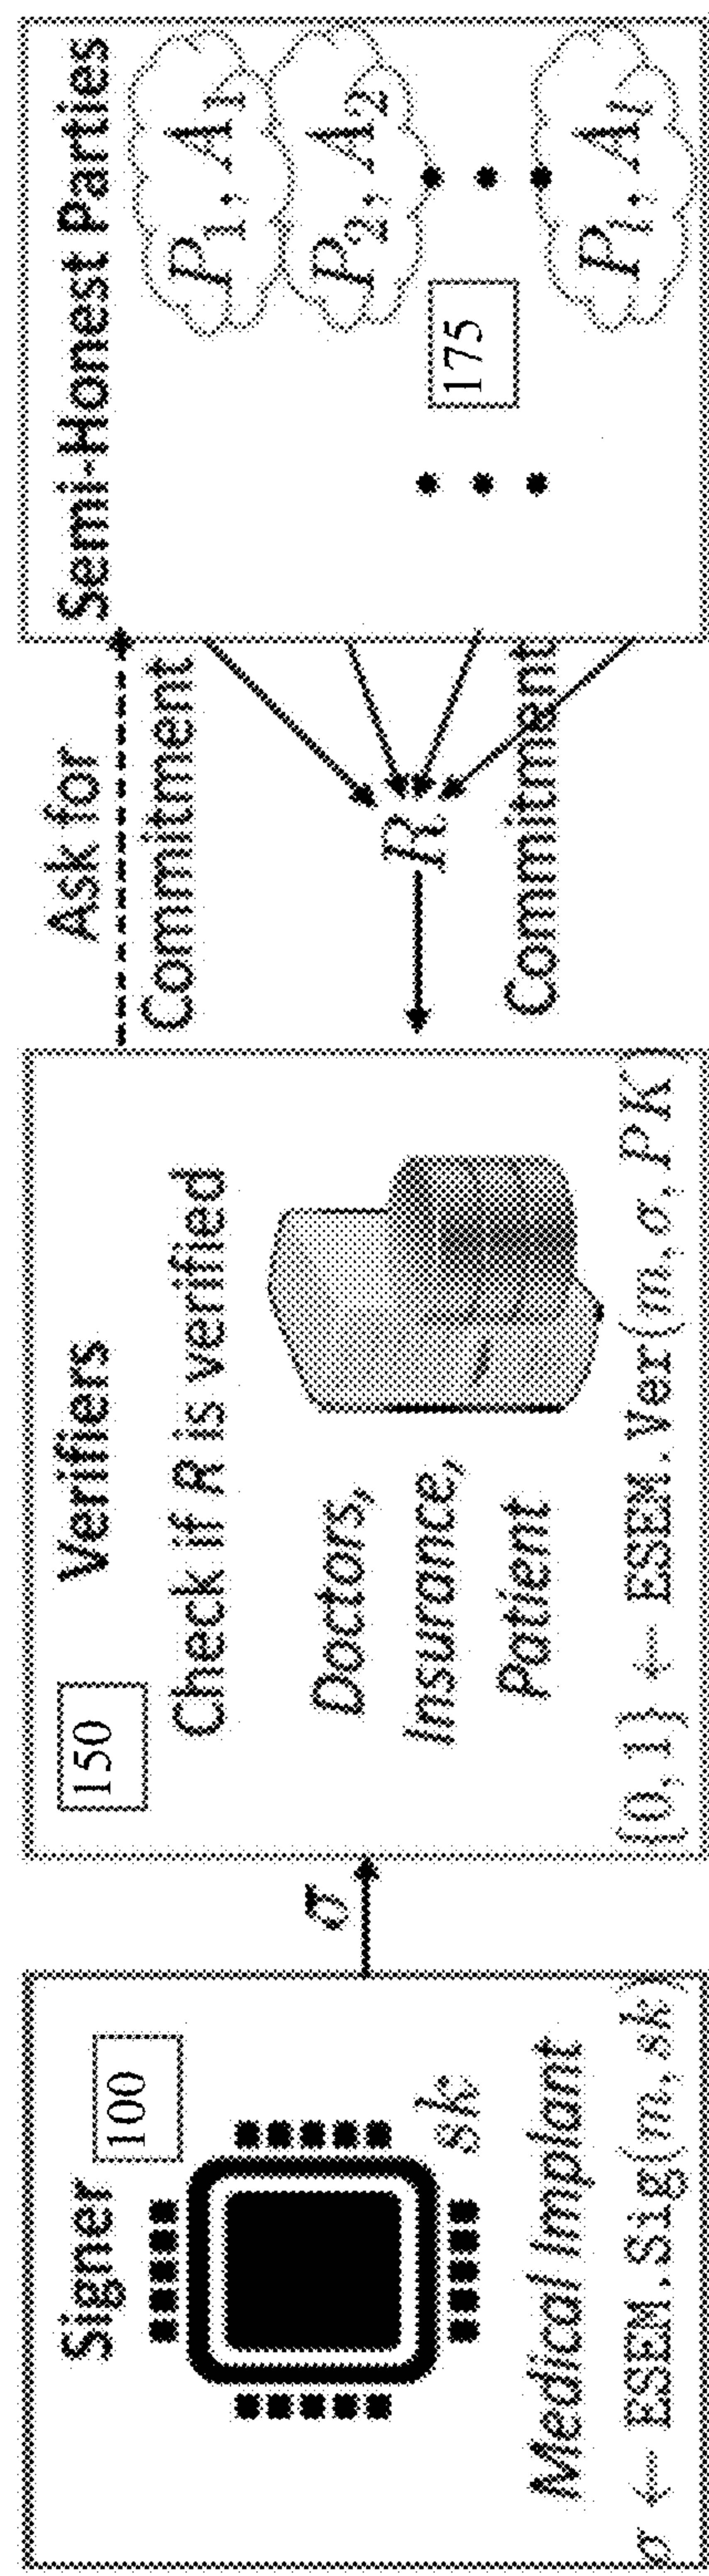 Signer
100
sk
Medical Implant
σ ← ESEM.Sig(m, sk)
σ
150
Verifiers
Check if R is verified
Doctors,
Insurance,
Patient
{0, 1} ← ESEM.Ver(m, σ, PK)
Ask for
Commitment
R
Commitment
Semi-Honest Parties
P1, A1
P2, A2
175
Pl, Al